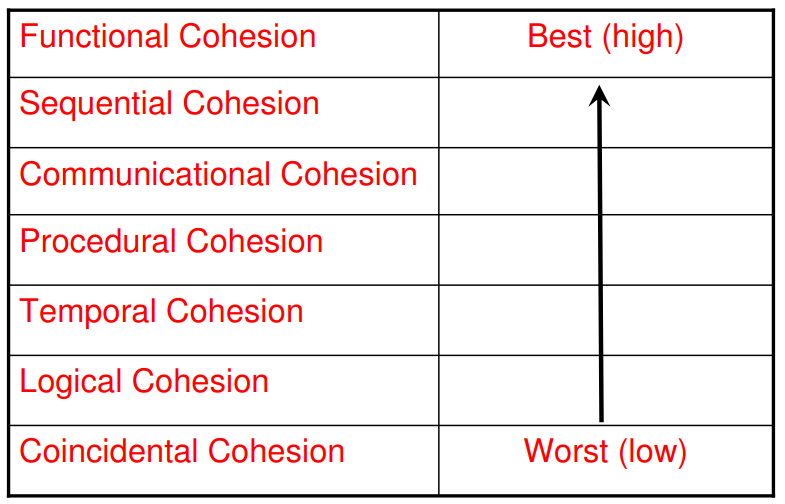 Functional Cohesion Best (high)
Sequential Cohesion
Communicational Cohesion
Procedural Cohesion
Temporal Cohesion
Logical Cohesion
Coincidental Cohesion Worst (low)